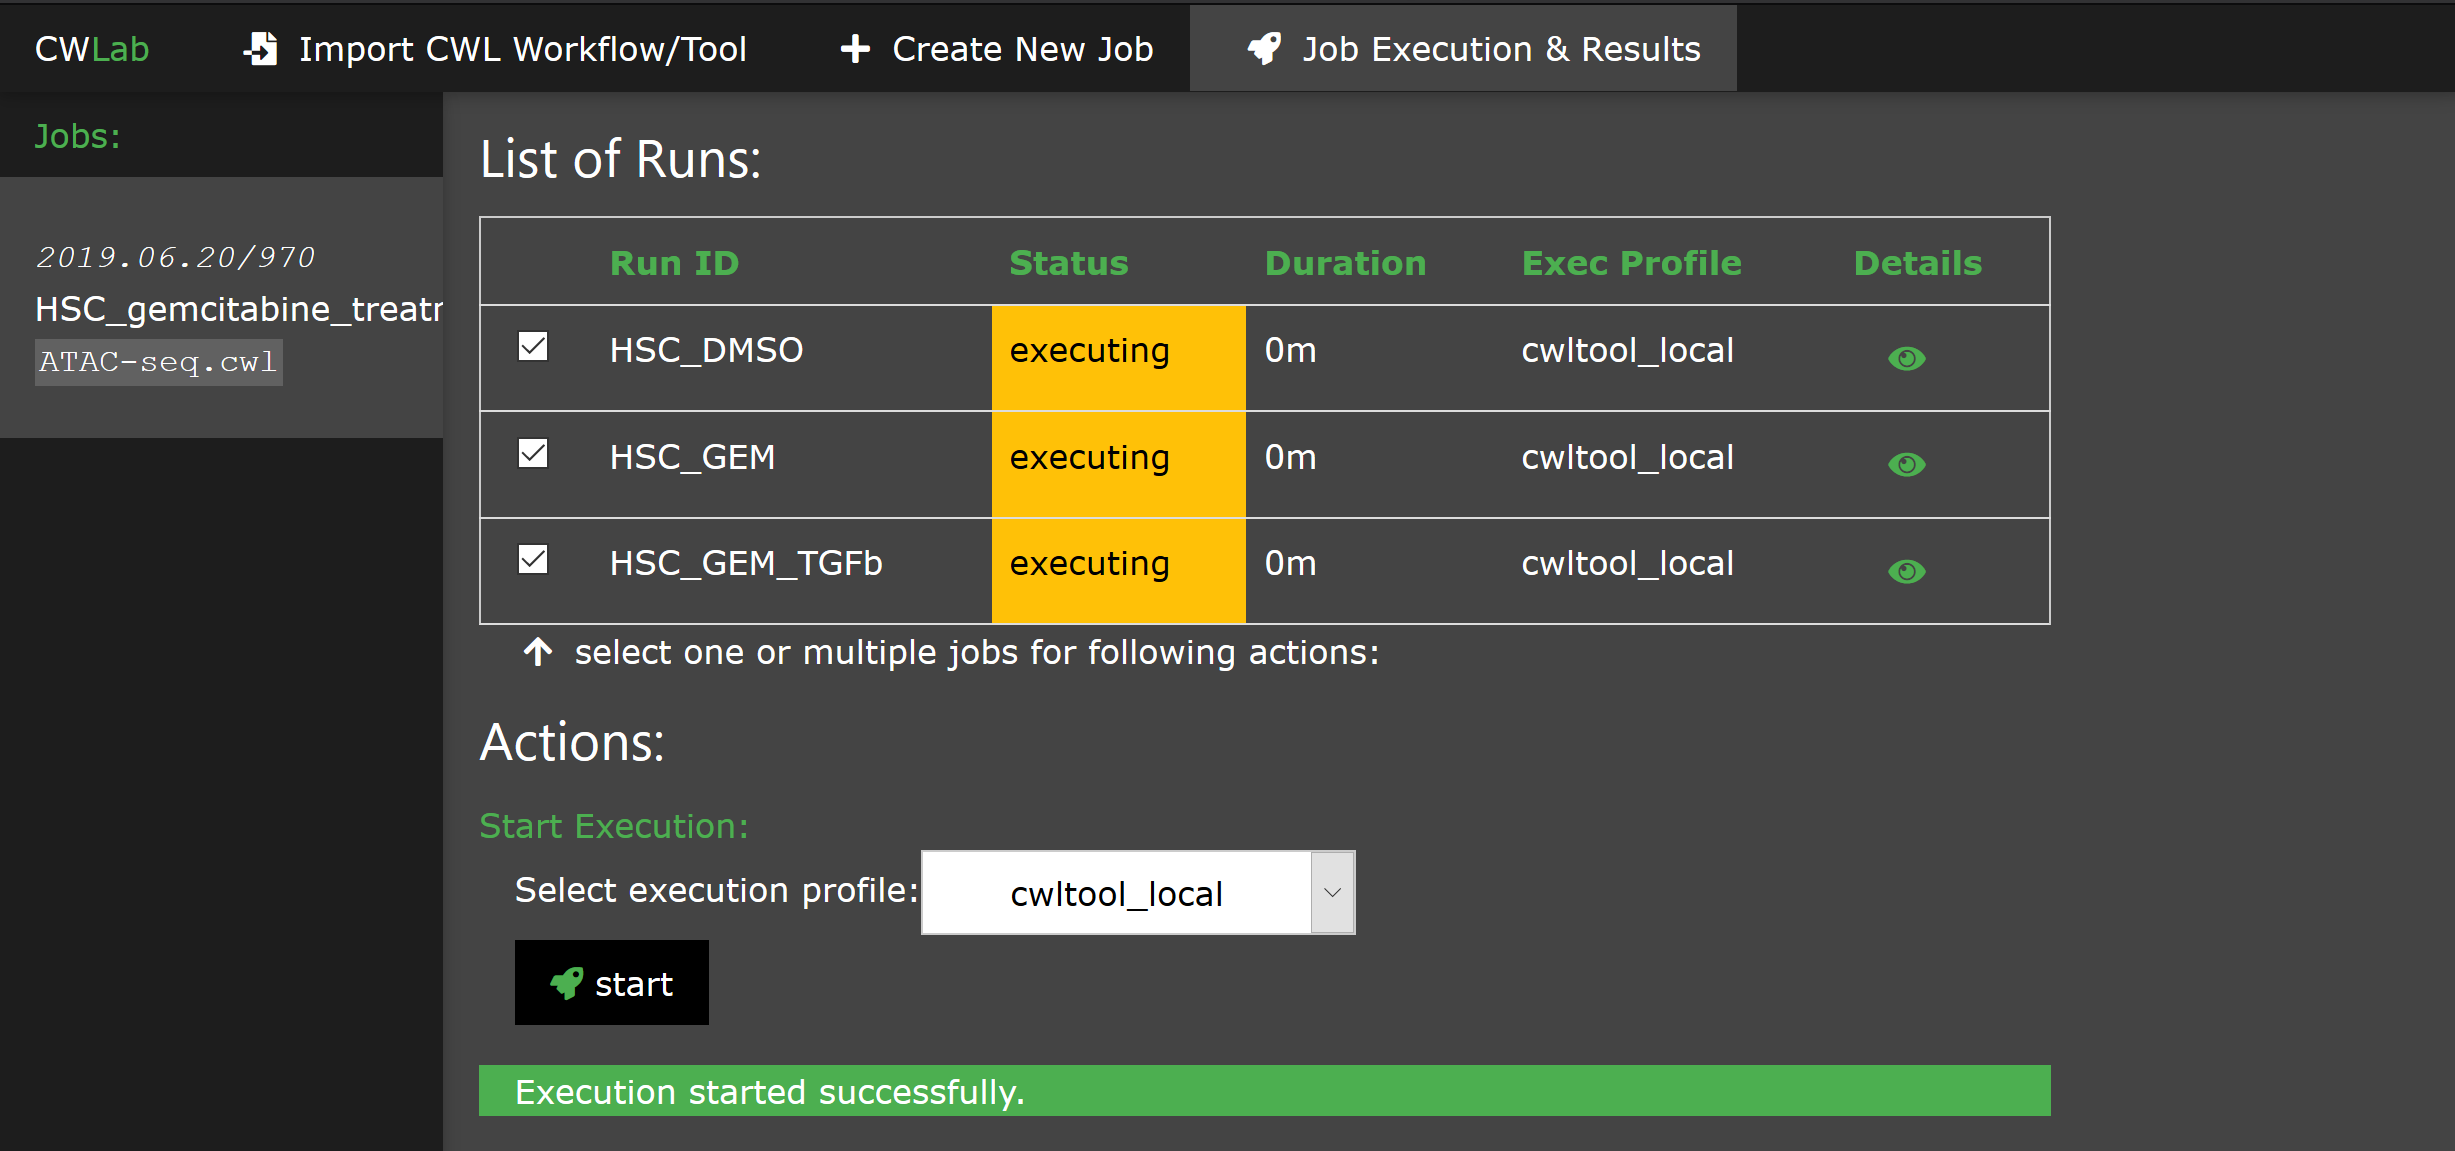 CWLab Import CWL Workflow/Tool Create New Job Job Execution & Results
Jobs:
2019.06.20/970
HSC_gemcitabine_treatr
ATAC-seq.cwl
List of Runs:
Run ID Status Duration Exec Profile Details
HSC_DMSO executing 0m cwltool_local
HSC_GEM executing 0m cwltool_local
HSC_GEM_TGFb executing 0m cwltool_local
select one or multiple jobs for following actions:
Actions:
Start Execution:
Select execution profile: cwltool_local
start
Execution started successfully.